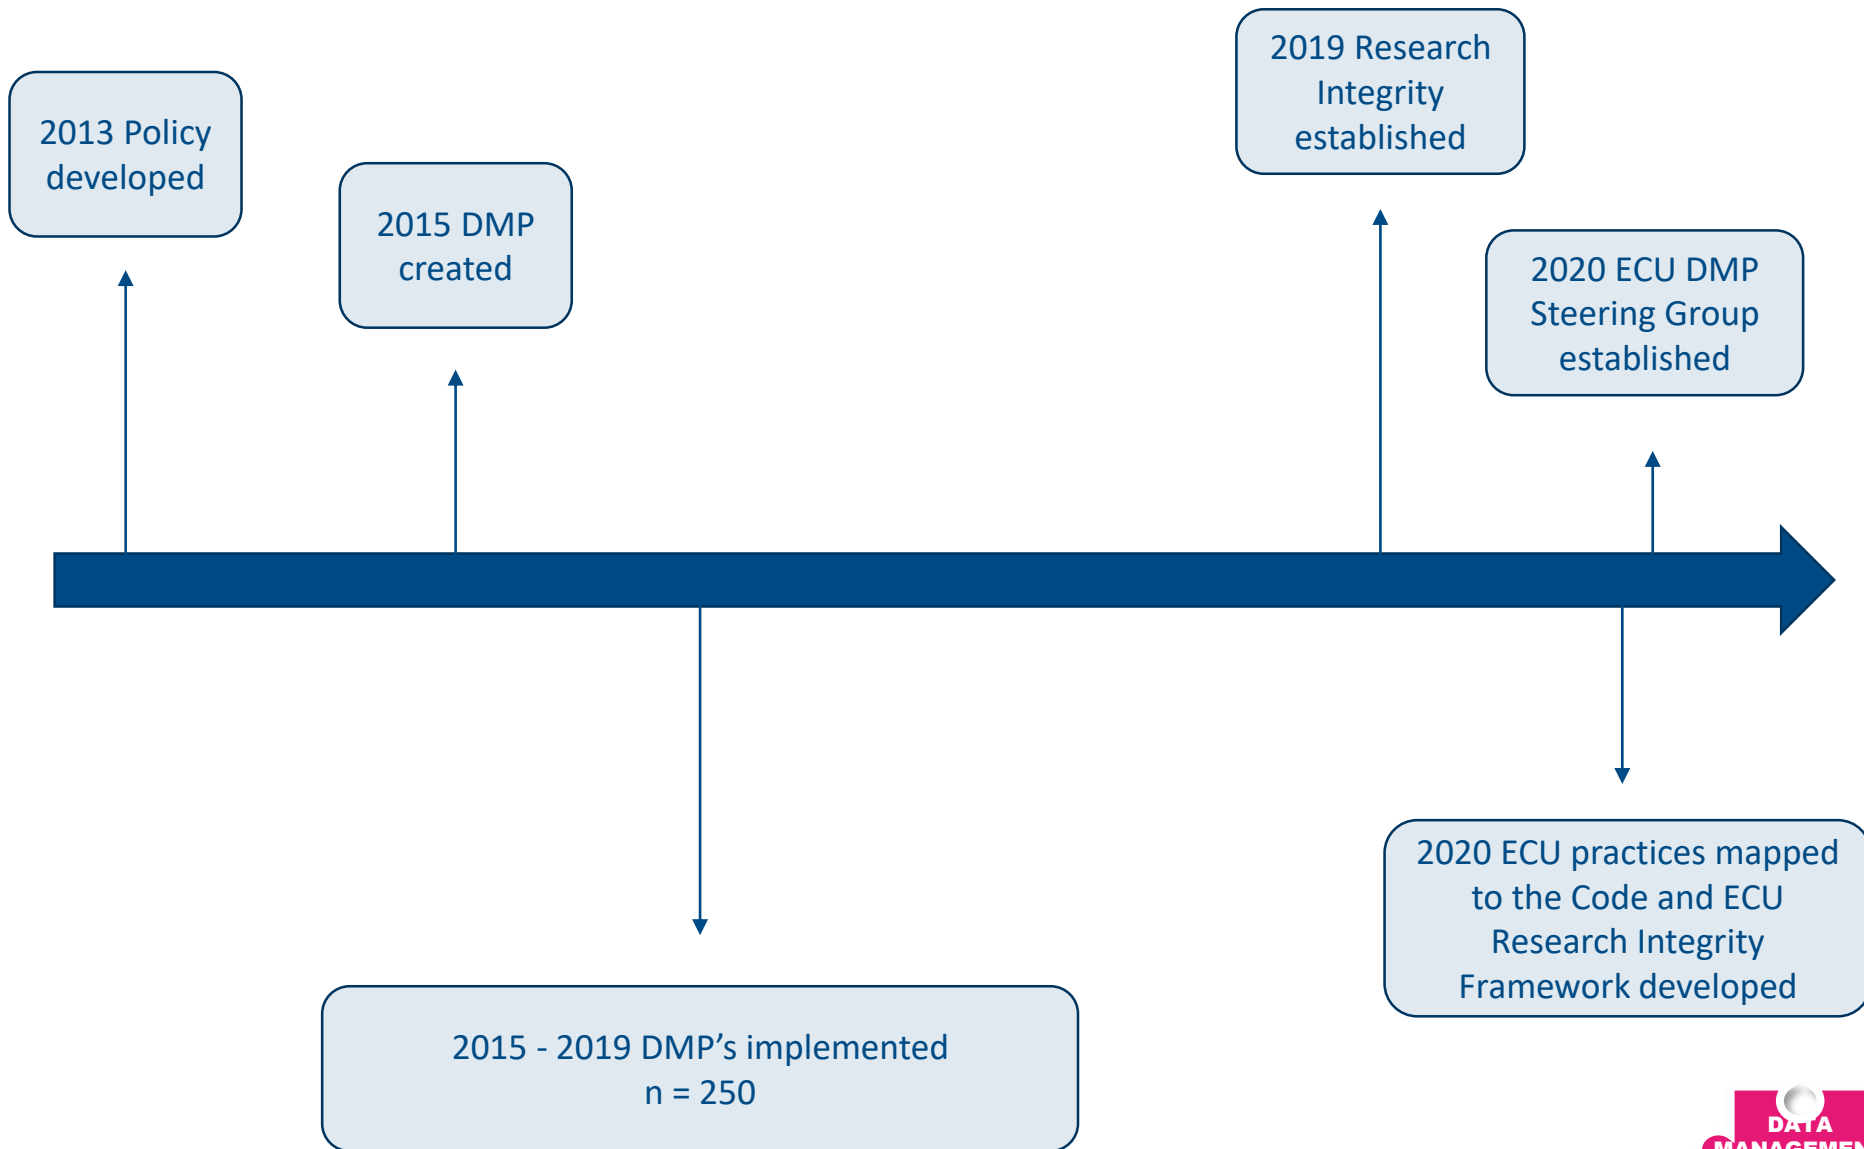 2013 Policy
developed
2015 DMP
created
2019 Research
Integrity
established
2020 ECU DMP
Steering Group
established
2015 - 2019 DMP’s implemented
n = 250
2020 ECU practices mapped
to the Code and ECU
Research Integrity
Framework developed
DATA